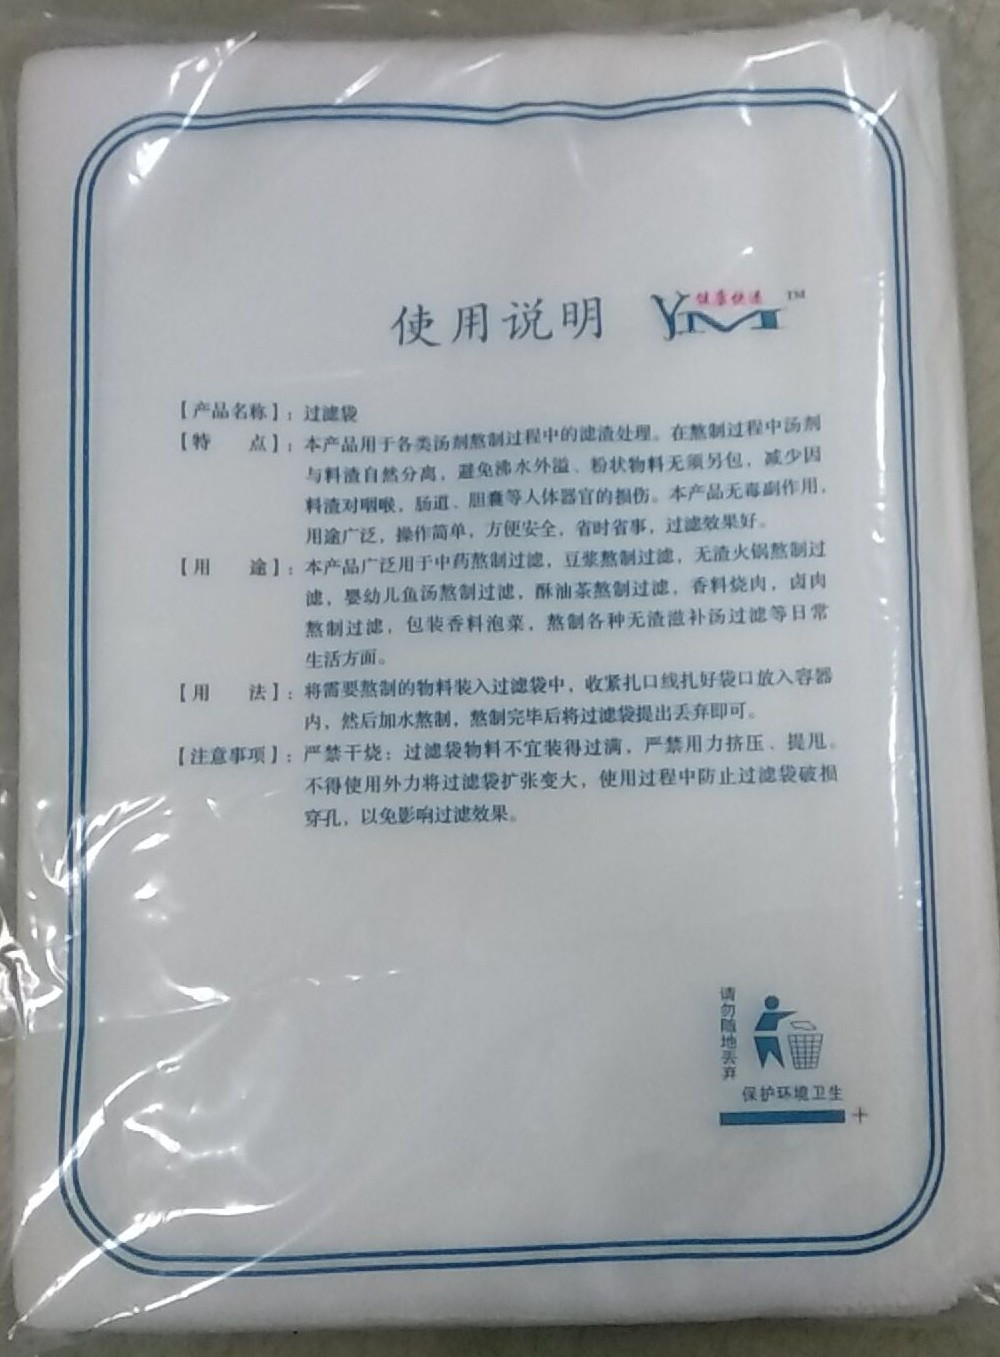 使用说明
健康快递
YM™
【产品名称】：过滤袋
【特　　点】：本产品用于各类汤剂熬制过程中的滤渣处理。在熬制过程中汤剂
与料渣自然分离，避免沸水外溢、粉状物料无须另包，减少因
料渣对咽喉，肠道、胆囊等人体器官的损伤。本产品无毒副作用，
用途广泛，操作简单，方便安全，省时省事，过滤效果好。
【用　　途】：本产品广泛用于中药熬制过滤，豆浆熬制过滤，无渣火锅熬制过
滤，婴幼儿鱼汤熬制过滤，酥油茶熬制过滤，香料烧肉，卤肉
熬制过滤，包装香料泡菜，熬制各种无渣滋补汤过滤等日常
生活方面。
【用　　法】：将需要熬制的物料装入过滤袋中，收紧扎口线扎好袋口放入容器
内，然后加水熬制，熬制完毕后将过滤袋提出丢弃即可。
【注意事项】：严禁干烧；过滤袋物料不宜装得过满，严禁用力挤压、提甩。
不得使用外力将过滤袋扩张变大，使用过程中防止过滤袋破损
穿孔，以免影响过滤效果。
请勿随地丢弃
保护环境卫生